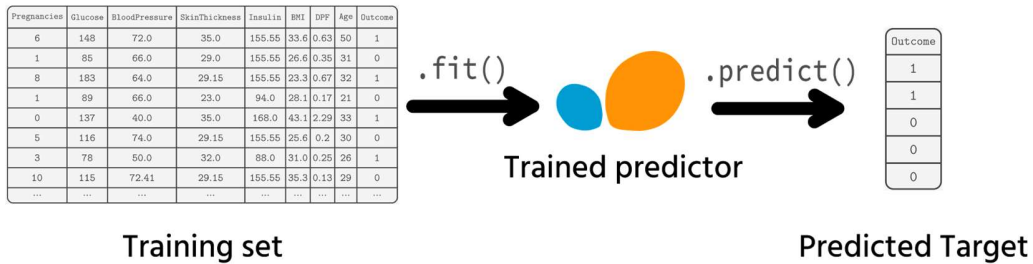 Pregnancies Glucose BloodPressure SkinThickness Insulin BMI DPF Age Outcome
6 148 72.0 35.0 155.55 33.6 0.63 50 1
1 85 66.0 29.0 155.55 26.6 0.35 31 0
8 183 64.0 29.15 155.55 23.3 0.67 32 1
1 89 66.0 23.0 94.0 28.1 0.17 21 0
0 137 40.0 35.0 168.0 43.1 2.29 33 1
5 116 74.0 29.15 155.55 25.6 0.2 30 0
3 78 50.0 32.0 88.0 31.0 0.25 26 1
10 115 72.41 29.15 155.55 35.3 0.13 29 0
... ... ... ... ... ... ... ... ...
Training set
.fit()
Trained predictor
.predict()
Outcome
1
1
0
0
0
Predicted Target